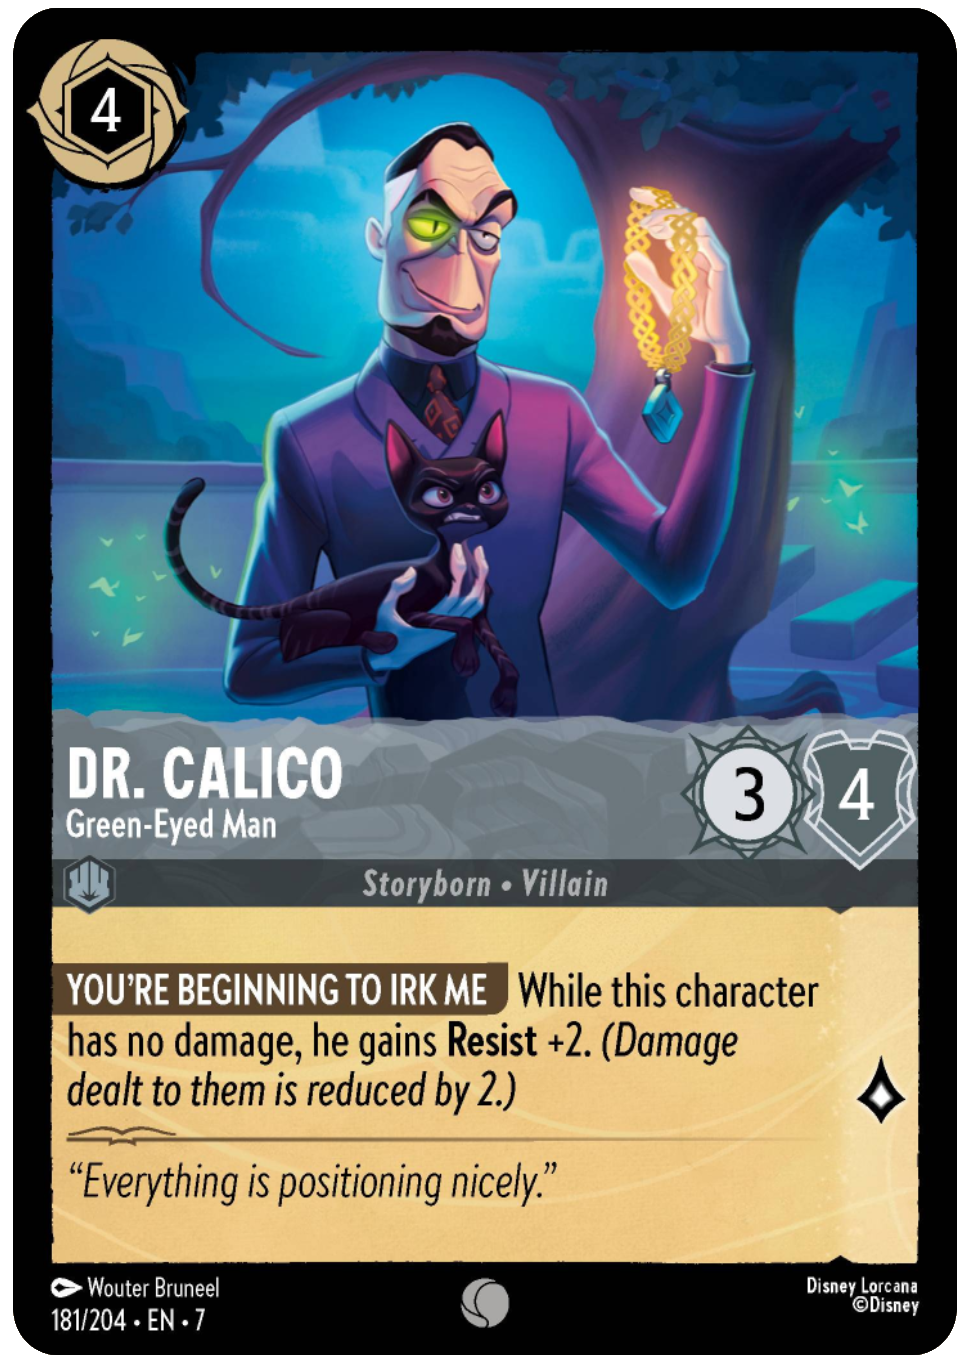 4
DR. CALICO
Green-Eyed Man
3
4
Storyborn • Villain
YOU'RE BEGINNING TO IRK ME While this character
has no damage, he gains Resist +2. (Damage
dealt to them is reduced by 2.)
“Everything is positioning nicely.”
Wouter Bruneel
181/204 • EN • 7
Disney Lorcana
©Disney